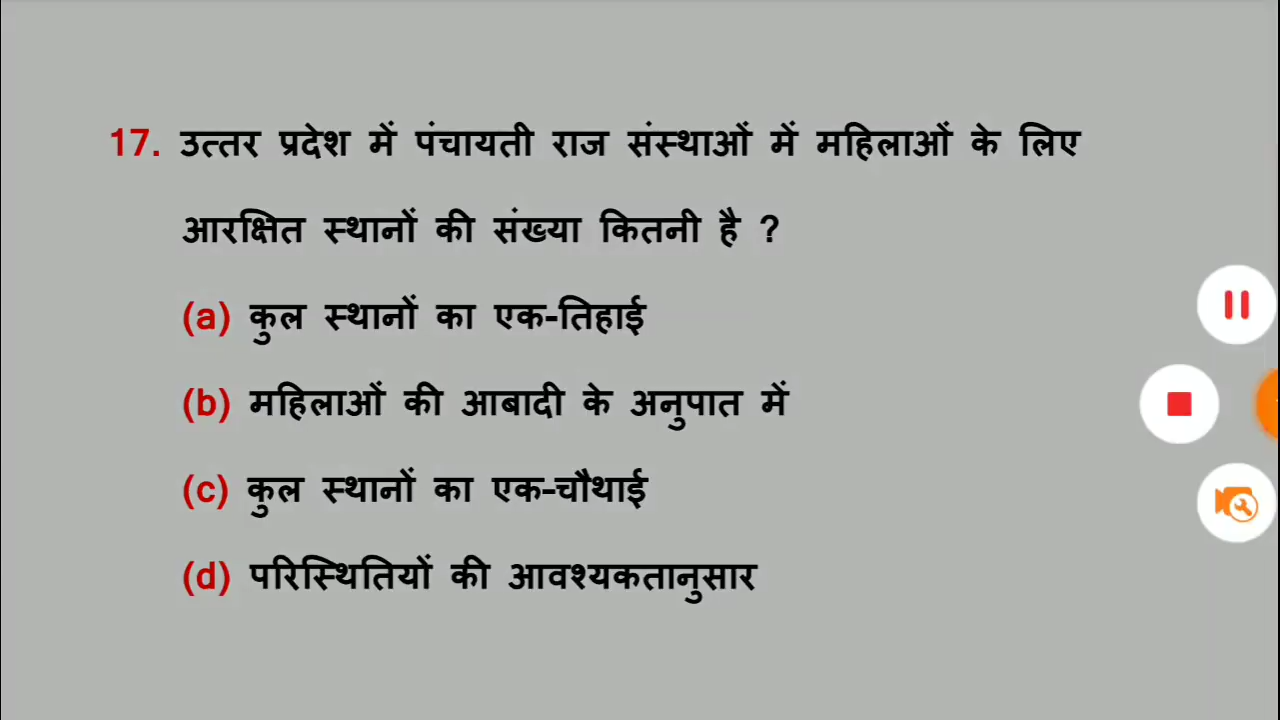 17. उत्तर प्रदेश में पंचायती राज संस्थाओं में महिलाओं के लिए
आरक्षित स्थानों की संख्या कितनी है ?
(a) कुल स्थानों का एक-तिहाई
(b) महिलाओं की आबादी के अनुपात में
(c) कुल स्थानों का एक-चौथाई
(d) परिस्थितियों की आवश्यकतानुसार